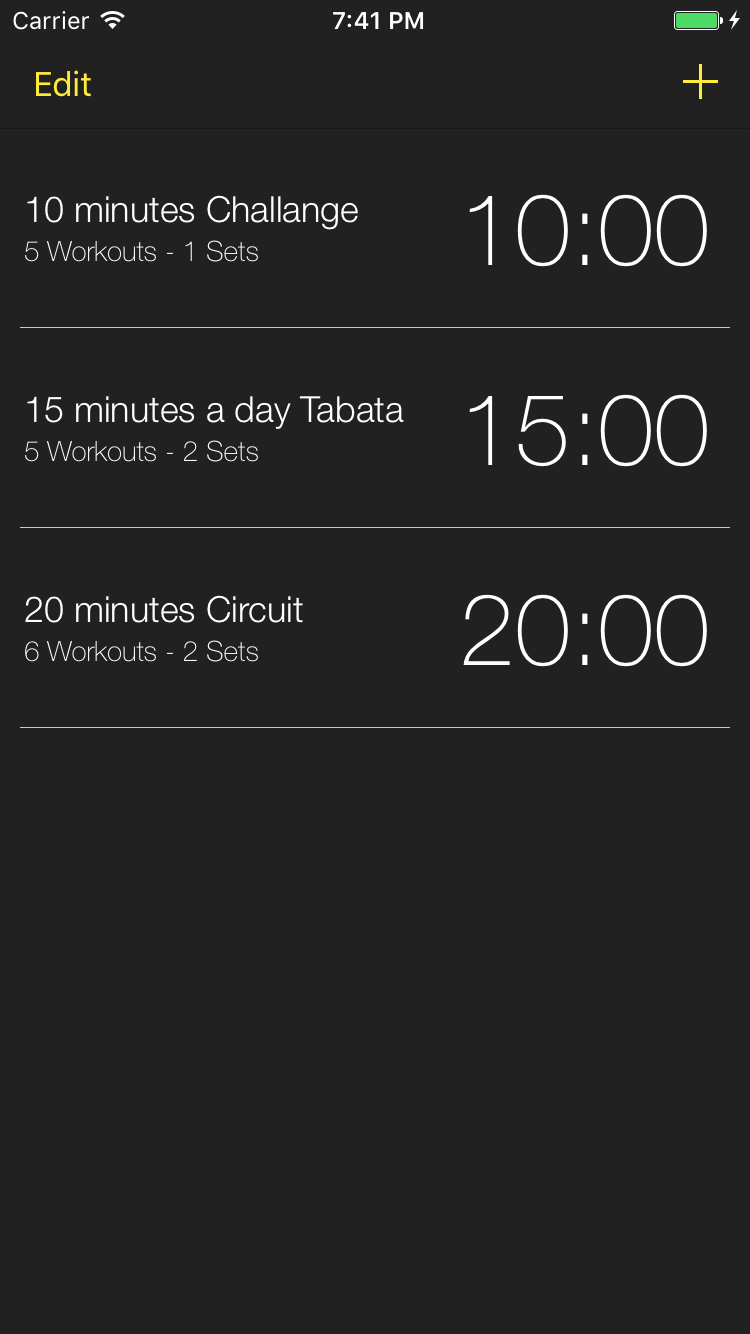 Carrier 7:41 PM
Edit
10 minutes Challange 10:00
5 Workouts - 1 Sets
15 minutes a day Tabata 15:00
5 Workouts - 2 Sets
20 minutes Circuit 20:00
6 Workouts - 2 Sets